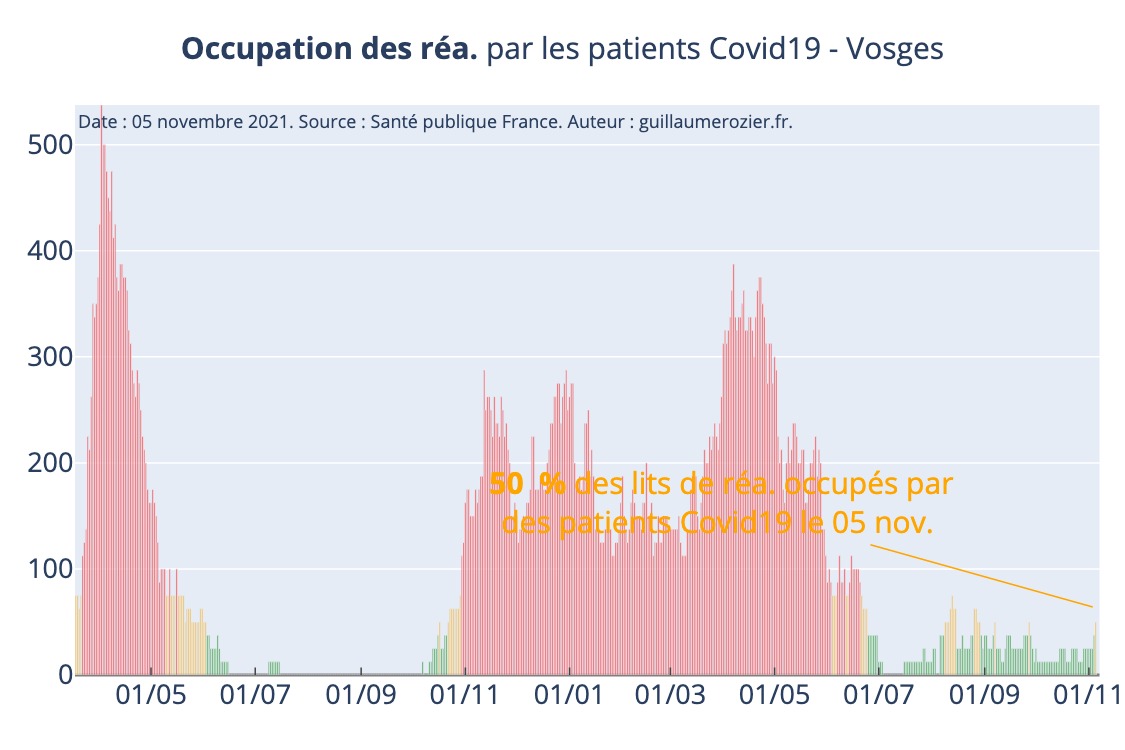 Occupation des réa. par les patients Covid19 - Vosges
Date : 05 novembre 2021. Source : Santé publique France. Auteur : guillaumerozier.fr.
500
400
300
200
50 % des lits de réa. occupés par
des patients Covid19 le 05 nov.
100
0
01/05 01/07 01/09 01/11 01/01 01/03 01/05 01/07 01/09 01/11